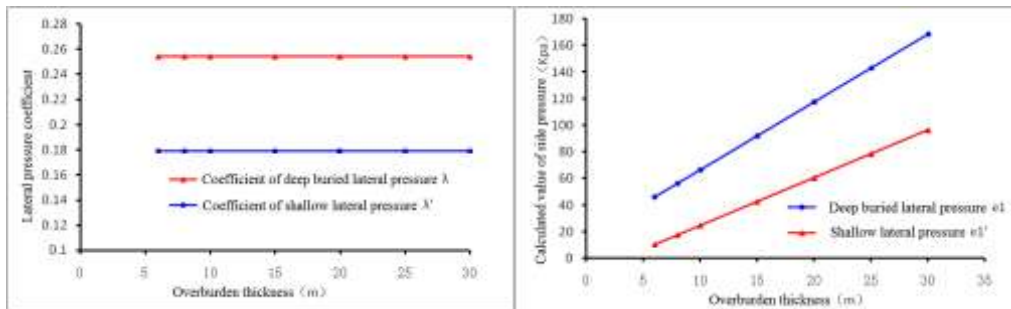 0.28
0.26
0.24
0.22
0.2
0.18
0.16
0.14
0.12
0.1
Lateral pressure coefficient
Coefficient of deep buried lateral pressure λ
Coefficient of shallow lateral pressure λ'
0 5 10 15 20 25 30
Overburden thickness（m）
180
160
140
120
100
80
60
40
20
0
Calculated value of side pressure（Kpa）
Deep buried lateral pressure e1
Shallow lateral pressure e1'
0 5 10 15 20 25 30 35
Overburden thickness（m）